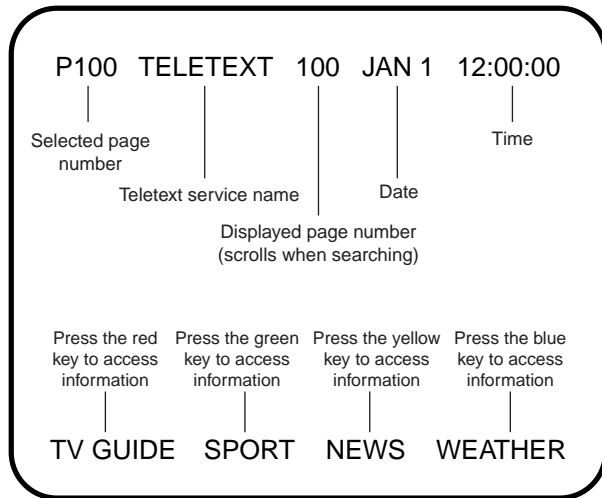 P100 TELETEXT 100 JAN 1 12:00:00
Selected page
number
Time
Teletext service name
Date
Displayed page number
(scrolls when searching)
Press the red
key to access
information
Press the green
key to access
information
Press the yellow
key to access
information
Press the blue
key to access
information
TV GUIDE SPORT NEWS WEATHER